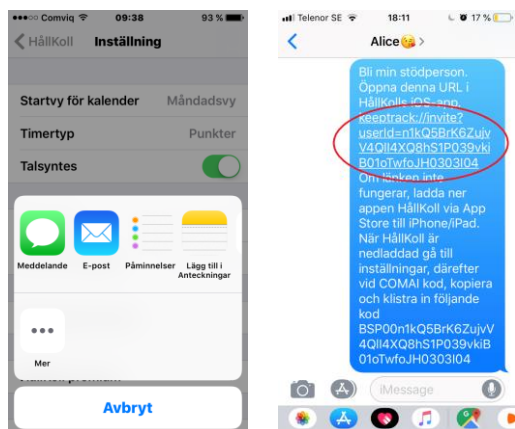 Comviq
09:38
93 %
HållKoll
Inställning
Startvy för kalender
Måndadsvy
Timertyp
Punkter
Talsyntes
Meddelande
E-post
Påminnelser
Lägg till i
Anteckningar
Mer
Avbryt
Telenor SE
18:11
17 %
Alice
Bli min stödperson.
Öppna denna URL i
HållKolls iOS-app.
keeptrack://invite?
userId=n1kQ5BrK6Zujv
V4QlI4XQ8hS1P039vki
B01oTwfoJH0303I04
Om länken inte
fungerar, ladda ner
appen HållKoll via App
Store till iPhone/iPad.
När HållKoll är
nedladdad gå till
inställningar, därefter
vid COMAI kod, kopiera
och klistra in följande
kod
BSP00n1kQ5BrK6ZujvV
4QlI4XQ8hS1P039vkiB
01oTwfoJH0303I04
iMessage